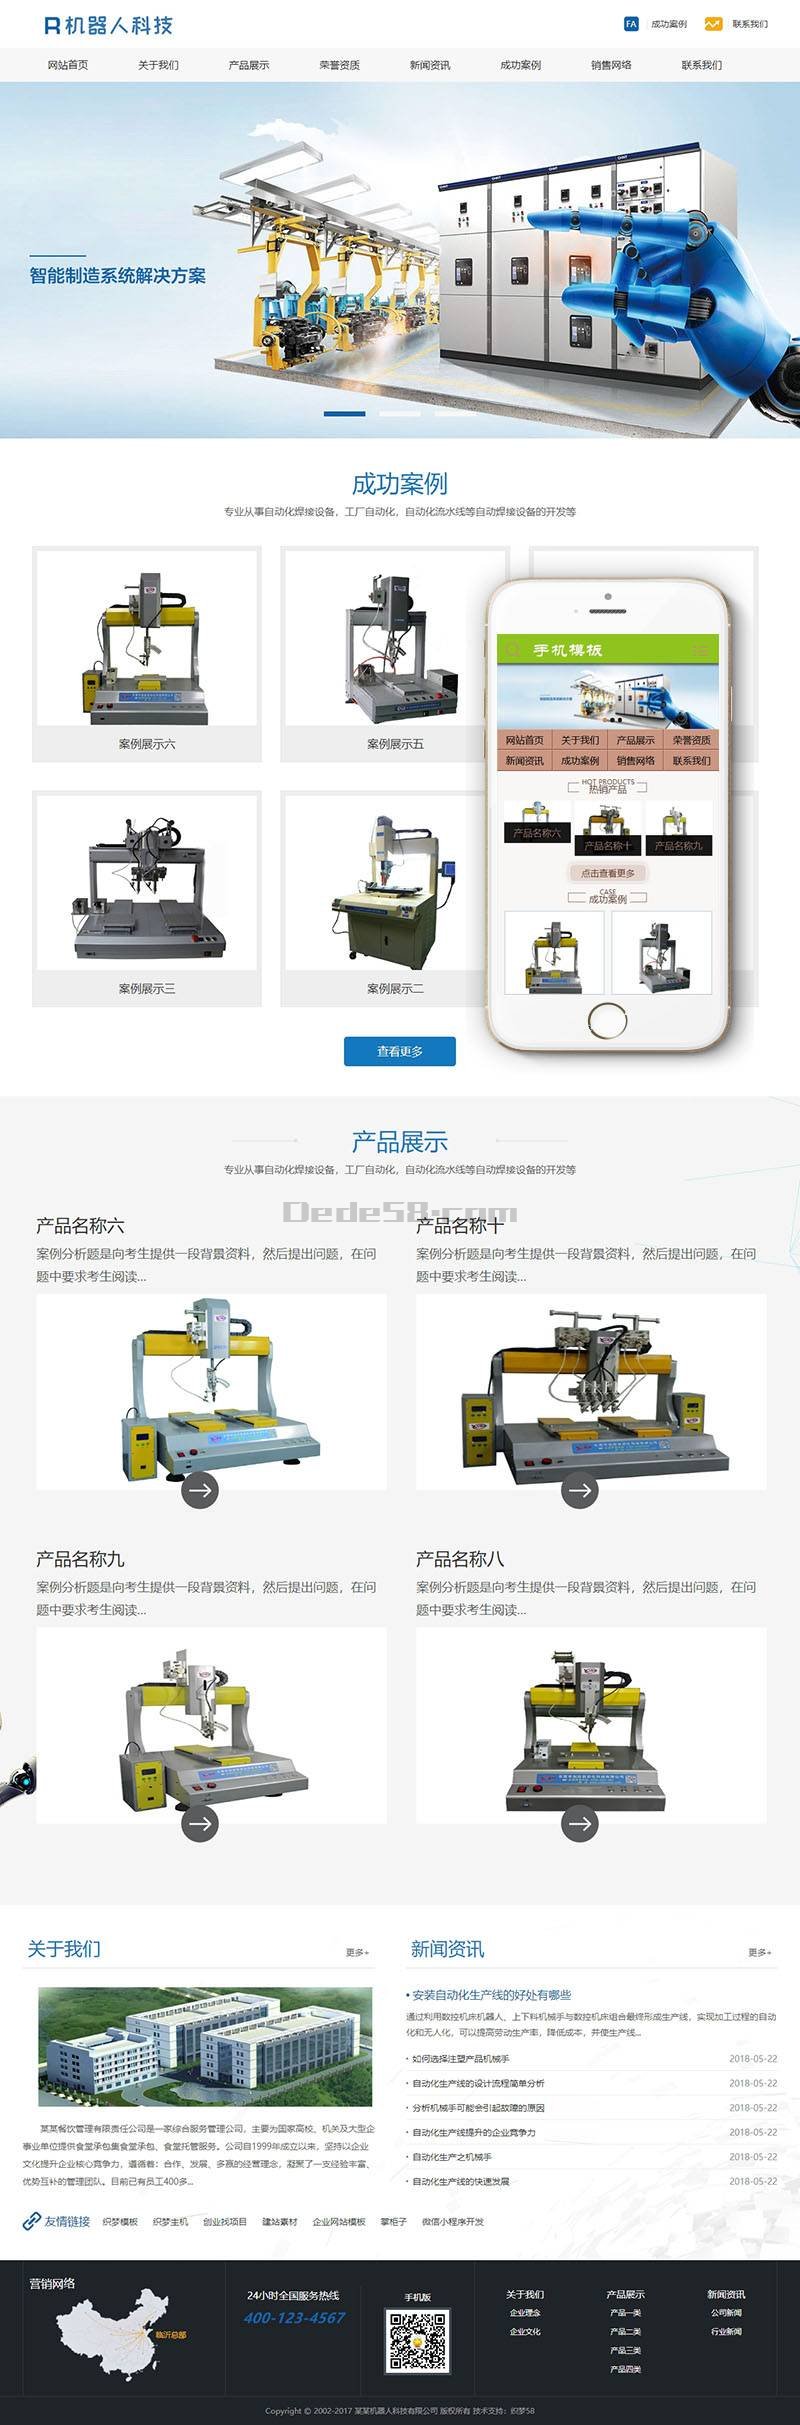 R机器人科技
FA 成功案例 联系我们
网站首页 关于我们 产品展示 荣誉资质 新闻资讯 成功案例 销售网络 联系我们
智能制造系统解决方案
成功案例
专业从事自动化焊接设备，工厂自动化，自动化流水线等自动焊接设备的开发等
案例展示六 案例展示五
案例展示三 案例展示二
查看更多
手机模板
智能制造系统解决方案
网站首页 关于我们 产品展示 荣誉资质
新闻资讯 成功案例 销售网络 联系我们
HOT PRODUCTS
热销产品
产品名称六 产品名称十 产品名称九
点击查看更多
CASE
成功案例
产品展示
专业从事自动化焊接设备，工厂自动化，自动化流水线等自动焊接设备的开发等
Dede58.com
产品名称六
案例分析题是向考生提供一段背景资料，然后提出问题，在问
题中要求考生阅读...
产品名称十
案例分析题是向考生提供一段背景资料，然后提出问题，在问
题中要求考生阅读...
产品名称九
案例分析题是向考生提供一段背景资料，然后提出问题，在问
题中要求考生阅读...
产品名称八
案例分析题是向考生提供一段背景资料，然后提出问题，在问
题中要求考生阅读...
关于我们 更多+
某某餐饮管理有限责任公司是一家综合服务管理公司，主要为国家高校、机关及大型企
事业单位提供食堂承包集食堂承包、食堂托管服务。公司自1999年成立以来，坚持以企业
文化提升企业核心竞争力，遵循着：合作、发展、多赢的经营理念，凝聚了一支经验丰富、
优势互补的管理团队。目前已有员工400多...
新闻资讯 更多+
• 安装自动化生产线的好处有哪些
通过利用数控机床机器人、上下料机械手与数控机床组合最终形成生产线，实现加工过程的自动
化和无人化，可以提高劳动生产率，降低成本，并使生产线...
· 如何选择注塑产品机械手 2018-05-22
· 自动化生产线的设计流程简单分析 2018-05-22
· 分析机械手可能会引起故障的原因 2018-05-22
· 自动化生产线提升的企业竞争力 2018-05-22
· 自动化生产之机械手 2018-05-22
· 自动化生产线的快速发展 2018-05-22
友情链接 织梦模板 织梦主机 创业找项目 建站素材 企业网站模板 掌柜子 微信小程序开发
营销网络
临沂总部
24小时全国服务热线
400-123-4567
手机版
关于我们
企业理念
企业文化
产品展示
产品一类
产品二类
产品三类
产品四类
新闻资讯
公司新闻
行业新闻
Copyright © 2002-2017 某某机器人科技有限公司 版权所有 技术支持：织梦58